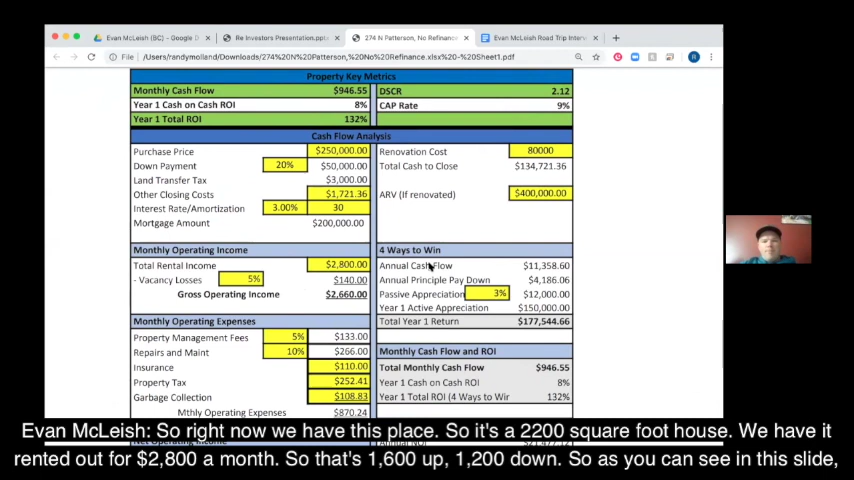 Evan McLeish (BC) – Google D
Re Investors Presentation.pptx
274 N Patterson, No Refinanc
Evan McLeish Road Trip Interv
File /Users/randymolland/Downloads/274%20N%20Patterson,%20No%20Refinance.xlsx%20-%20Sheet1.pdf
Property Key Metrics
Monthly Cash Flow $946.55 DSCR 2.12
Year 1 Cash on Cash ROI 8% CAP Rate 9%
Year 1 Total ROI 132%
Cash Flow Analysis
Purchase Price $250,000.00 Renovation Cost 80000
Down Payment 20% $50,000.00 Total Cash to Close $134,721.36
Land Transfer Tax $3,000.00
Other Closing Costs $1,721.36 ARV (If renovated) $400,000.00
Interest Rate/Amortization 3.00% 30
Mortgage Amount $200,000.00
Monthly Operating Income 4 Ways to Win
Total Rental Income $2,800.00 Annual Cash Flow $11,358.60
- Vacancy Losses 5% $140.00 Annual Principle Pay Down $4,186.06
Gross Operating Income $2,660.00 Passive Appreciation 3% $12,000.00
Year 1 Active Appreciation $150,000.00
Monthly Operating Expenses Total Year 1 Return $177,544.66
Property Management Fees 5% $133.00
Repairs and Maint 10% $266.00 Monthly Cash Flow and ROI
Insurance $110.00 Total Monthly Cash Flow $946.55
Property Tax $252.41 Year 1 Cash on Cash ROI 8%
Garbage Collection $108.83 Year 1 Total ROI (4 Ways to Wir 132%
Mthly Operating Expenses $870.24
Evan McLeish: So right now we have this place. So it's a 2200 square foot house. We have it
rented out for $2,800 a month. So that's 1,600 up, 1,200 down. So as you can see in this slide,